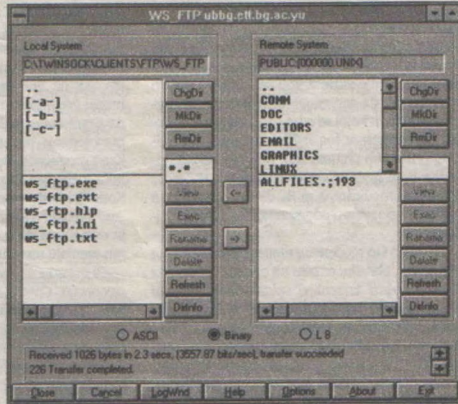 WS_FTP ubbg.etf.bg.ac.yu
Local System
C:\TWINSOCK\CLIENTS\FTP\WS_FTP
..
[-a-]
[-b-]
[-c-]
ChgDir
MkDir
RmDir
*.*
ws_ftp.exe
ws_ftp.ext
ws_ftp.hlp
ws_ftp.ini
ws_ftp.txt
View
Exec
Rename
Delete
Refresh
DirInfo
<-
->
Remote System
PUBLIC:[000000.UNIX]
..
COMM
DOC
EDITORS
EMAIL
GRAPHICS
LINUX
ChgDir
MkDir
RmDir
ALLFILES.;193
View
Exec
Rename
Delete
Refresh
DirInfo
ASCII
Binary
L8
Received 1026 bytes in 2.3 secs, (3557.87 bits/sec), transfer succeeded
226 Transfer completed.
Close
Cancel
LogWnd
Help
Options
About
Exit